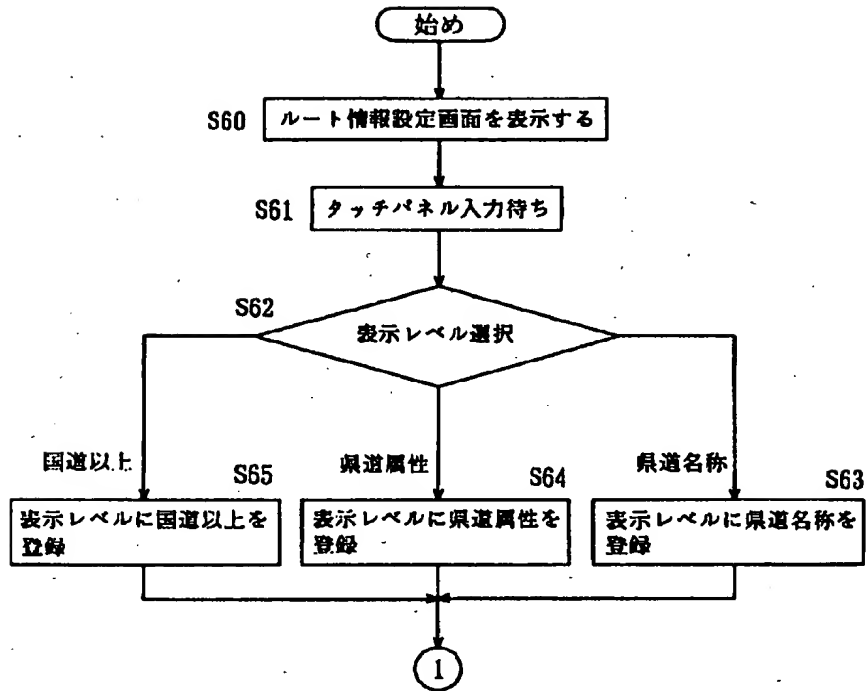 始め
S60
ルート情報設定画面を表示する
S61
タッチパネル入力待ち
S62
表示レベル選択
国道以上
県道属性
県道名称
S65
表示レベルに国道以上を
登録
S64
表示レベルに県道属性を
登録
S63
表示レベルに県道名称を
登録
1